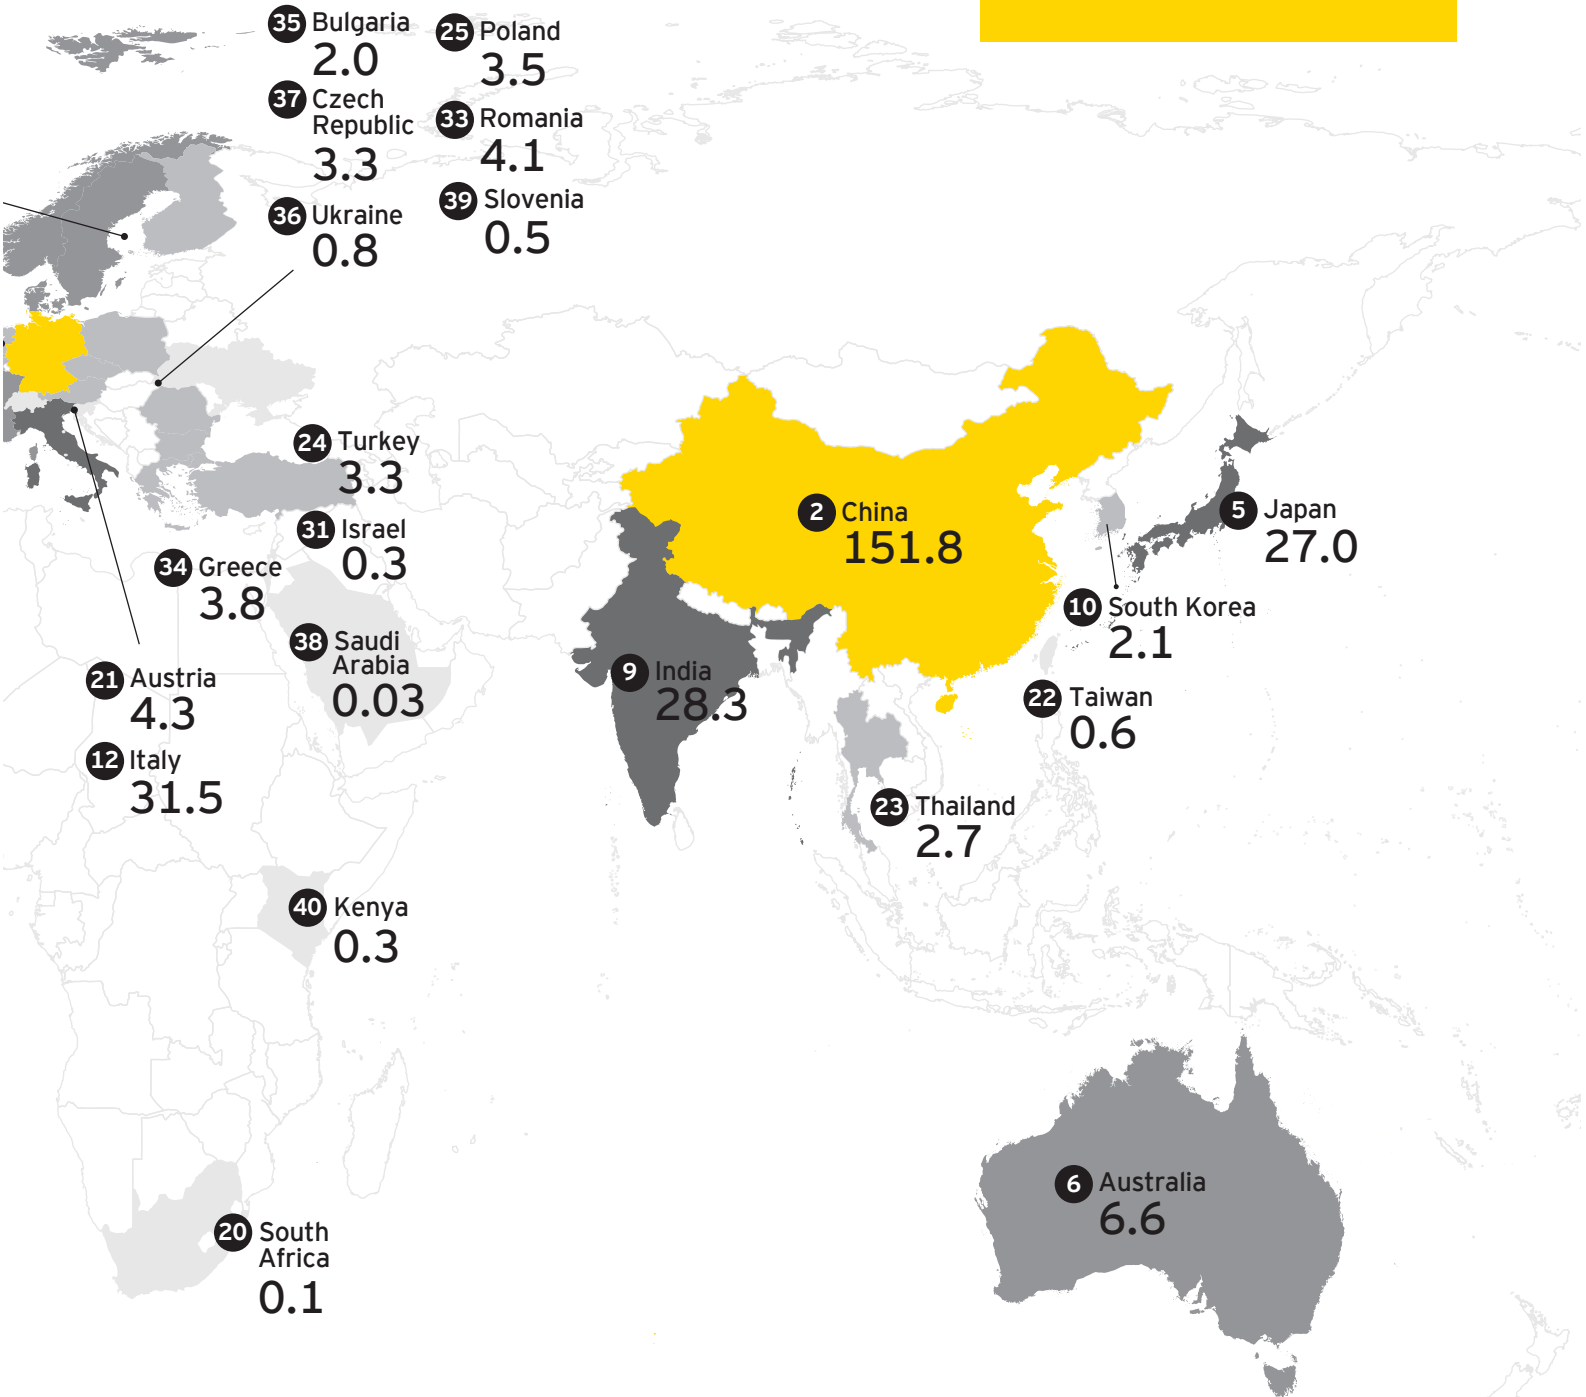 35 Bulgaria
2.0
25 Poland
3.5
37 Czech
Republic
3.3
33 Romania
4.1
36 Ukraine
0.8
39 Slovenia
0.5
24 Turkey
3.3
31 Israel
0.3
34 Greece
3.8
38 Saudi
Arabia
0.03
21 Austria
4.3
12 Italy
31.5
2 China
151.8
5 Japan
27.0
10 South Korea
2.1
9 India
28.3
22 Taiwan
0.6
23 Thailand
2.7
40 Kenya
0.3
6 Australia
6.6
20 South
Africa
0.1